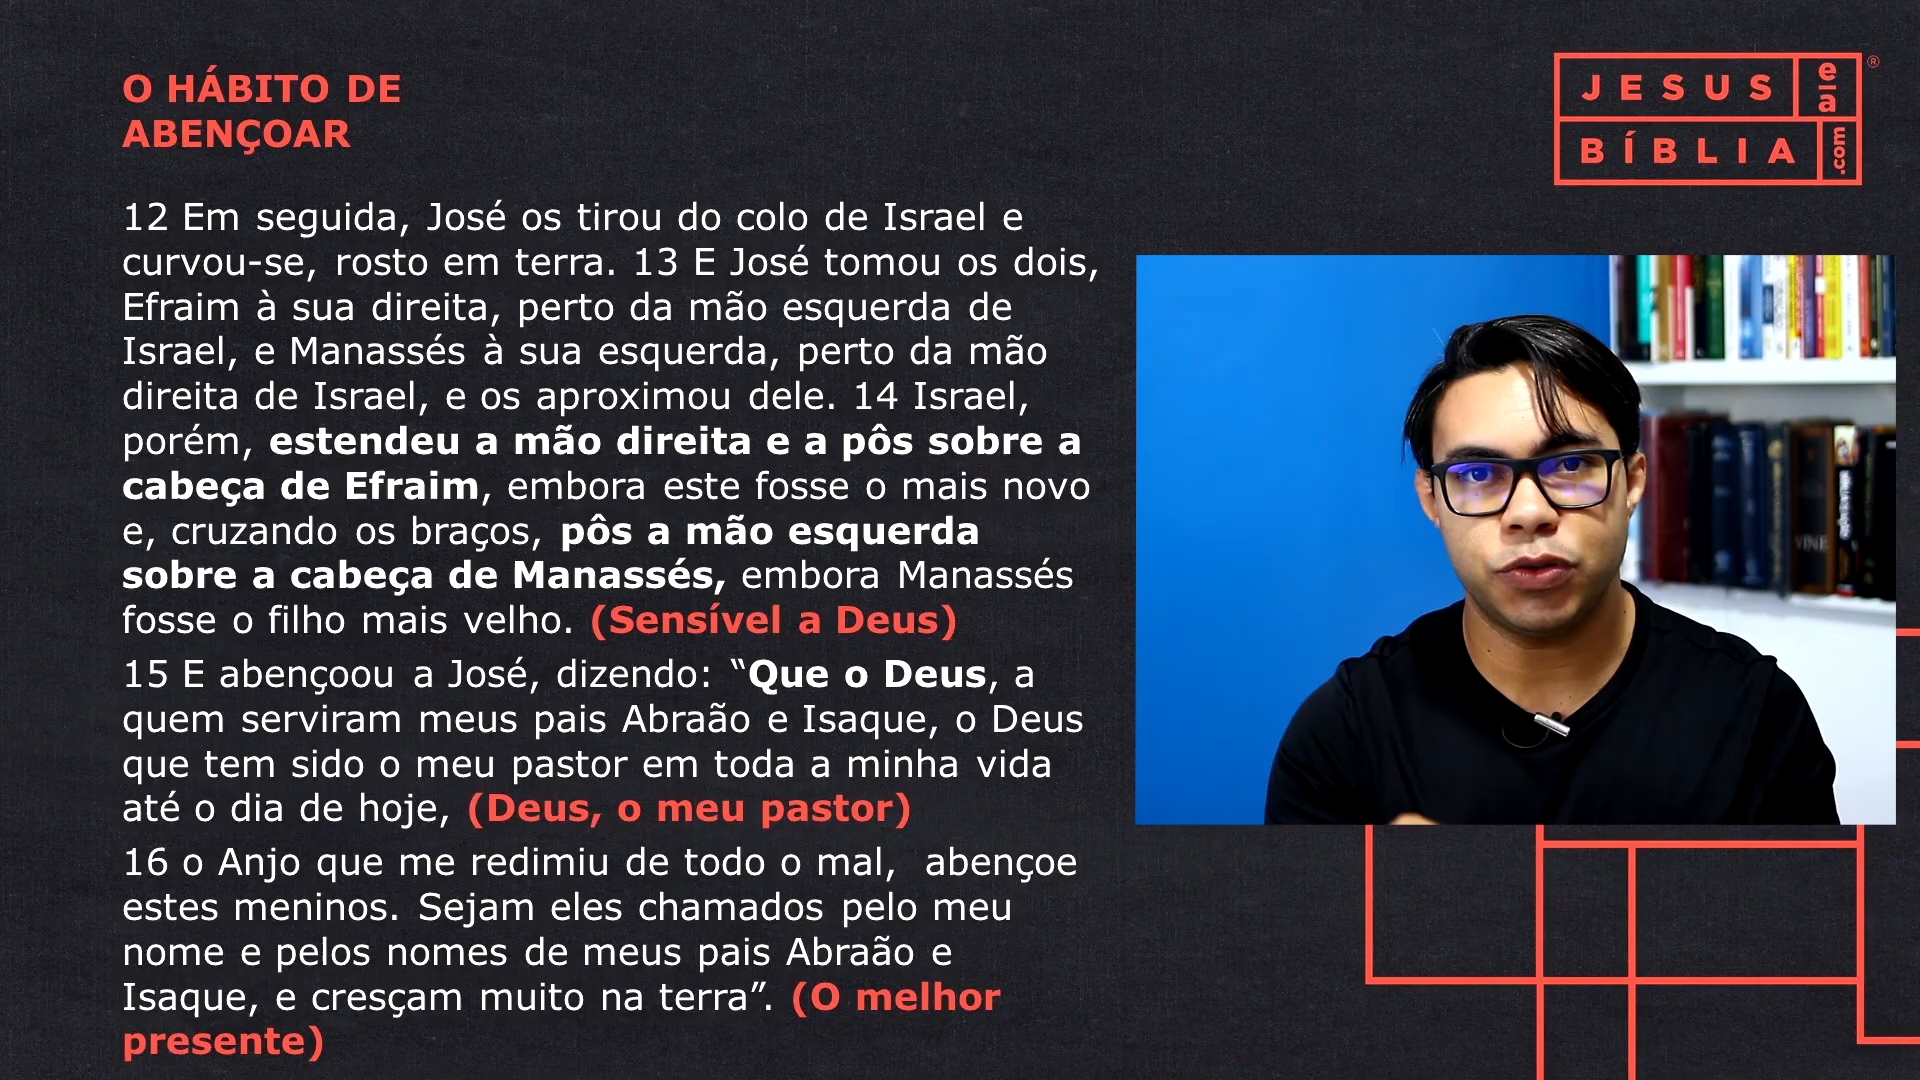 O HÁBITO DE
ABENÇOAR
JESUS e a
BÍBLIA .com
®
12 Em seguida, José os tirou do colo de Israel e
curvou-se, rosto em terra. 13 E José tomou os dois,
Efraim à sua direita, perto da mão esquerda de
Israel, e Manassés à sua esquerda, perto da mão
direita de Israel, e os aproximou dele. 14 Israel,
porém, estendeu a mão direita e a pôs sobre a
cabeça de Efraim, embora este fosse o mais novo
e, cruzando os braços, pôs a mão esquerda
sobre a cabeça de Manassés, embora Manassés
fosse o filho mais velho. (Sensível a Deus)
15 E abençoou a José, dizendo: “Que o Deus, a
quem serviram meus pais Abraão e Isaque, o Deus
que tem sido o meu pastor em toda a minha vida
até o dia de hoje, (Deus, o meu pastor)
16 o Anjo que me redimiu de todo o mal,  abençoe
estes meninos. Sejam eles chamados pelo meu
nome e pelos nomes de meus pais Abraão e
Isaque, e cresçam muito na terra”. (O melhor
presente)
VINE